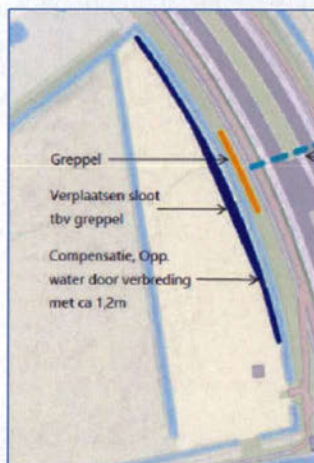 Greppel
Verplaatsen sloot
tbv greppel
Compensatie, Opp.
water door verbreding
met ca 1,2m